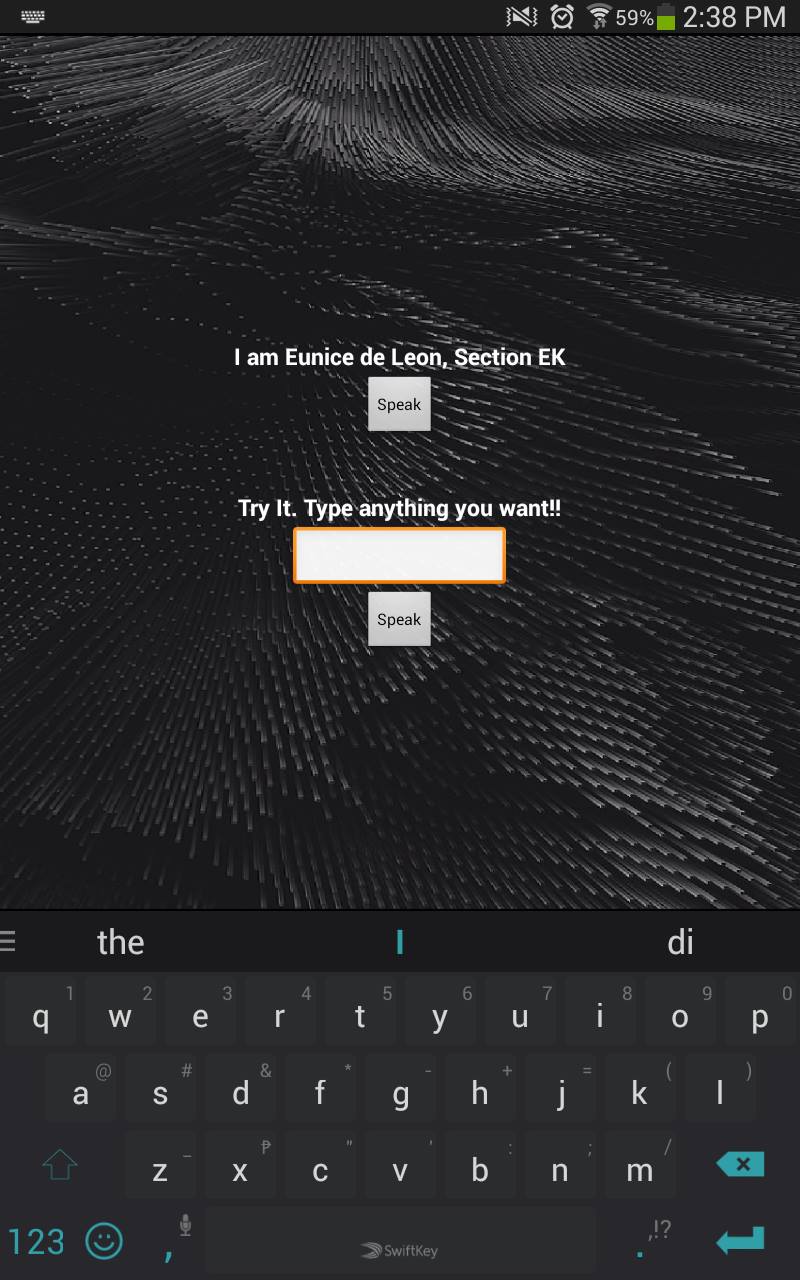 59% 2:38 PM
I am Eunice de Leon, Section EK
Speak
Try It. Type anything you want!!
Speak
the I di
1 2 3 4 5 6 7 8 9 0
q w e r t y u i o p
@ # & * - + = ( )
a s d f g h j k l
_ ₱ " ' : ; /
z x c v b n m
123 , SwiftKey . ,!?